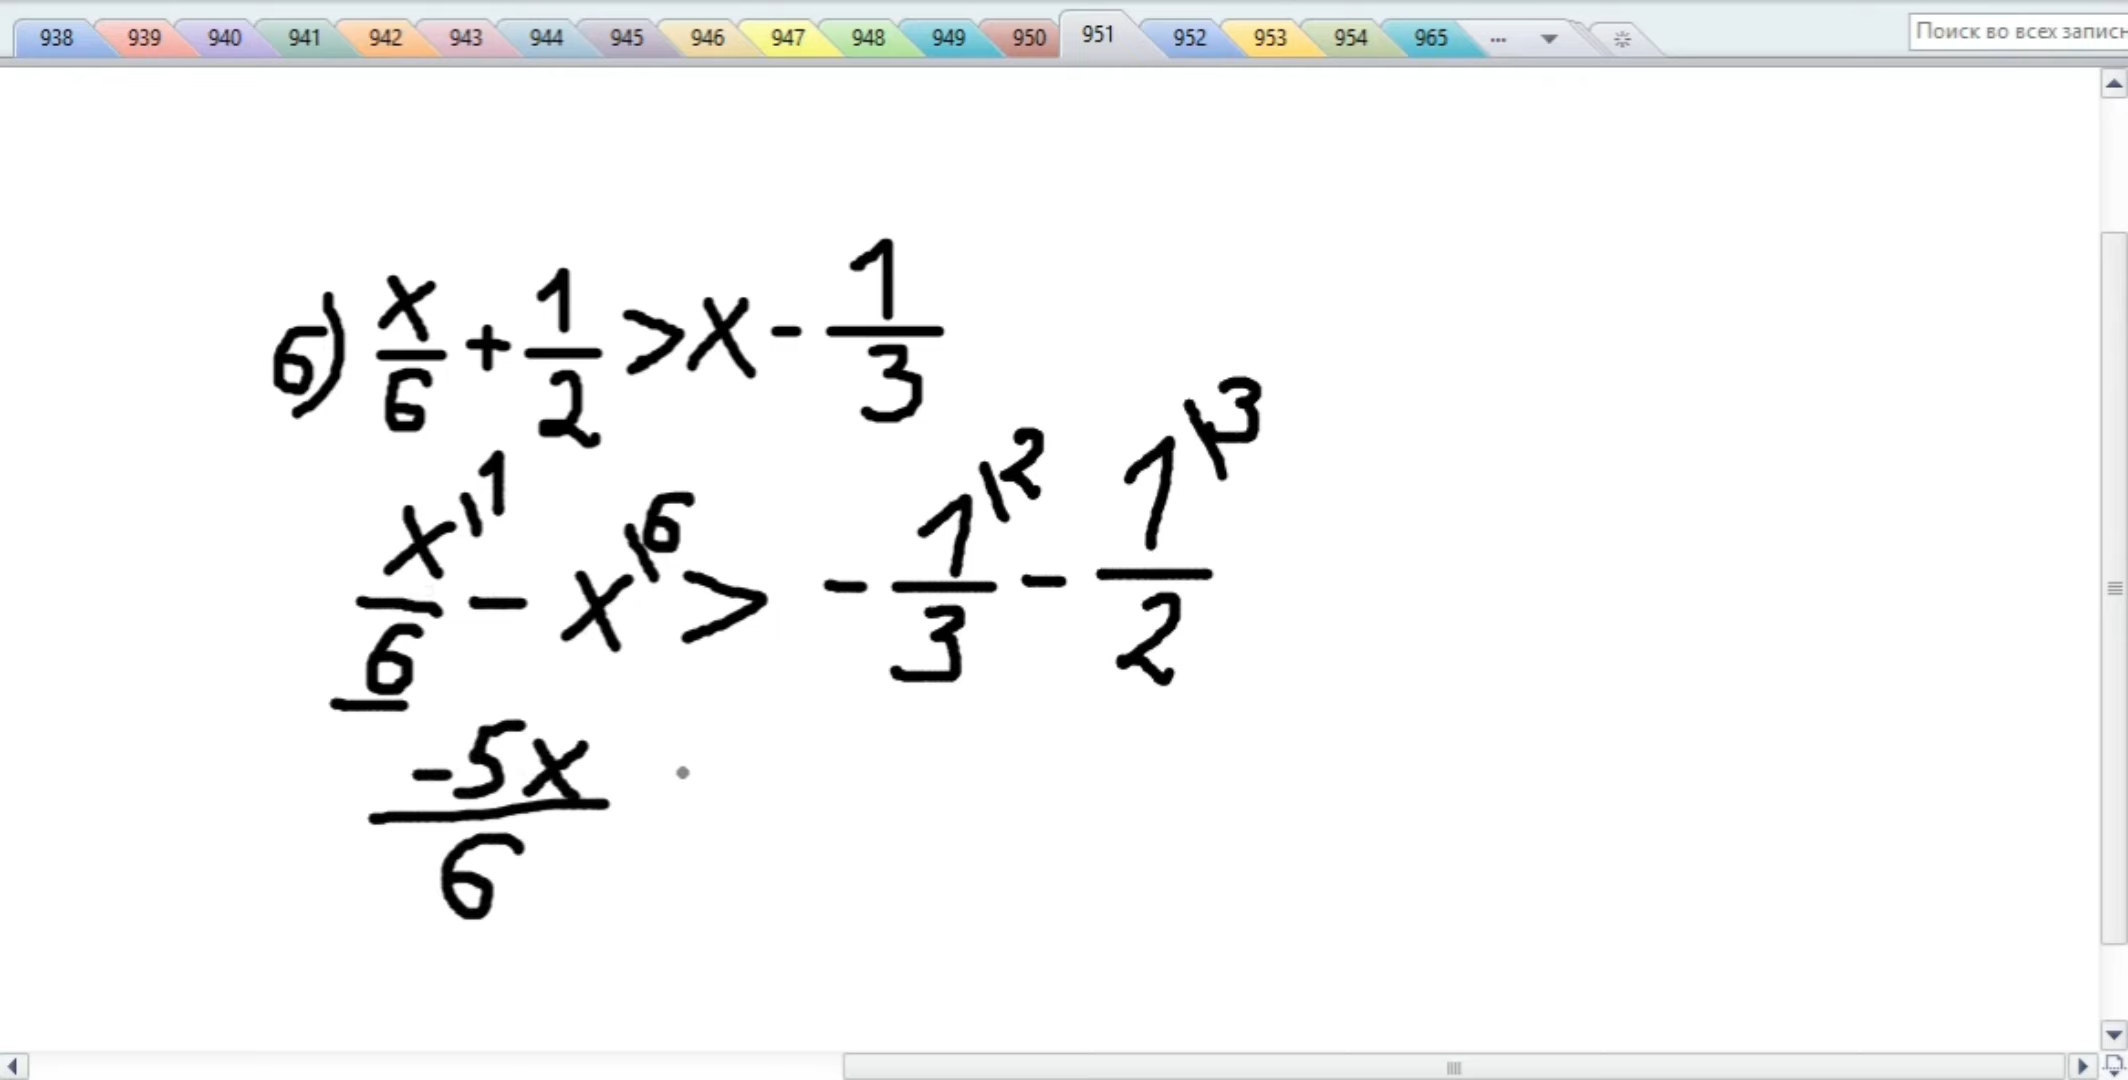 938 939 940 941 942 943 944 945 946 947 948 949 950 951 952 953 954 965 ...
Поиск во всех запис
б) x/6 + 1/2 > x - 1/3
x\1/6 - x\6 > - 1\2/3 - 1\3/2
-5x/6